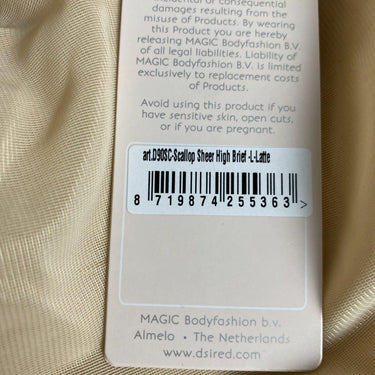 or consequential
damages resulting from the
misuse of Products. By wearing
this Product you are hereby
releasing MAGIC Bodyfashion B.V.
of all legal liabilities. Liability of
MAGIC Bodyfashion B.V. is limited
exclusively to replacement costs
of Products.
Avoid using this product if you
have sensitive skin, open cuts,
or if you are pregnant.
art.D90SC-Scallop Sheer High Brief -L-Latte
8 719874 255363 >
MAGIC Bodyfashion b.v.
Almelo • The Netherlands
www.dsired.com